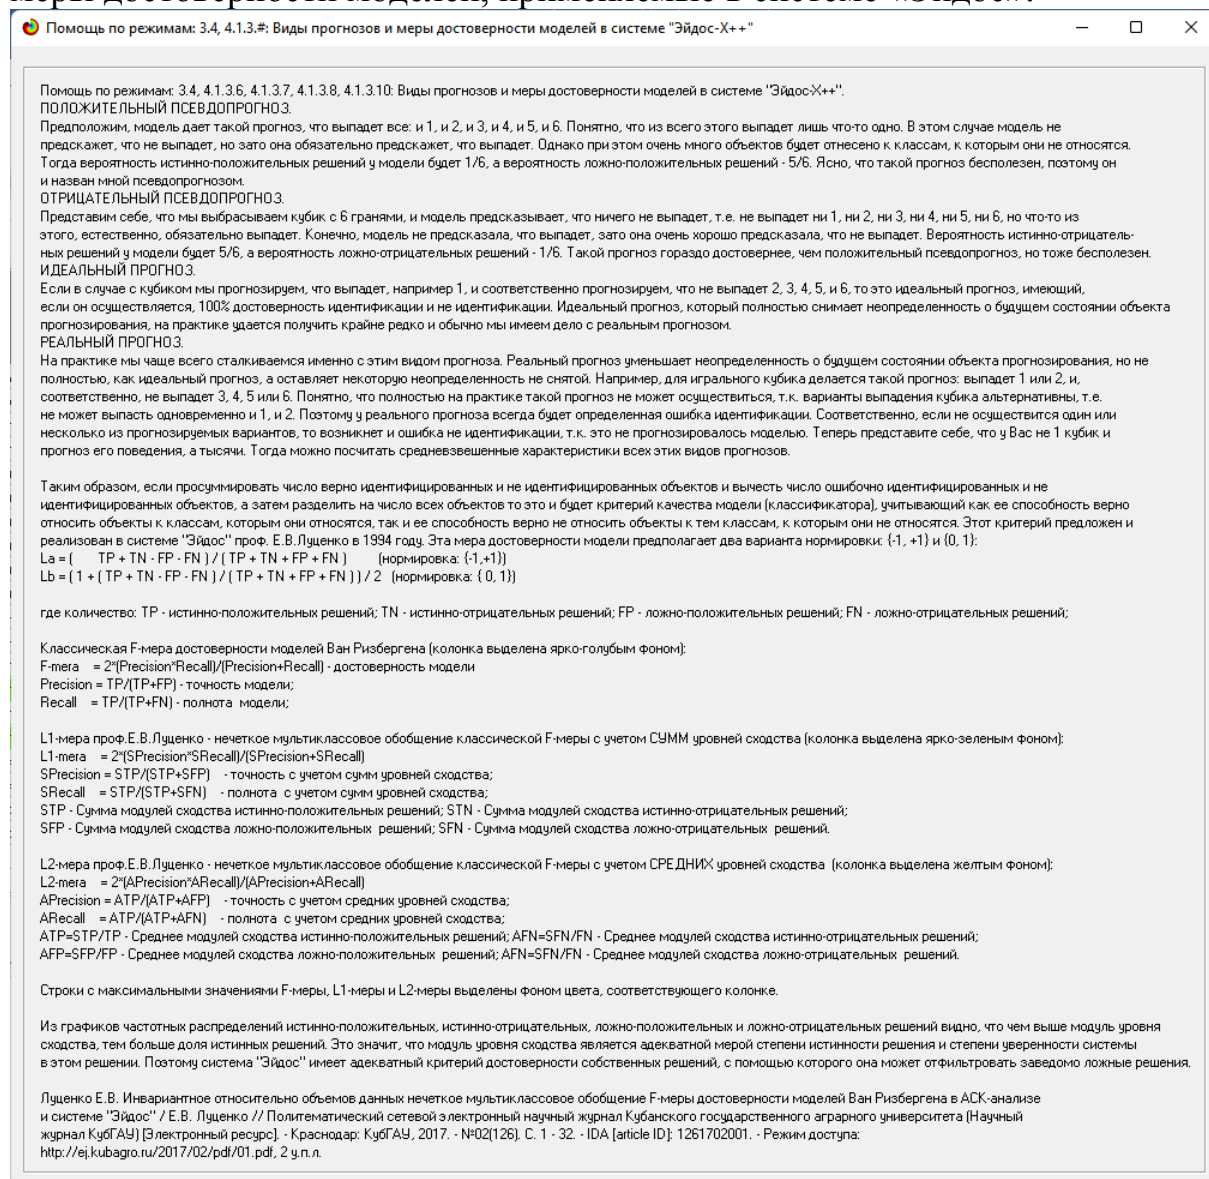 меры достоверности моделей, применяемые в системе «Эйдос»:
Помощь по режимам: 3.4, 4.1.3.#: Виды прогнозов и меры достоверности моделей в системе "Эйдос-X++"
Помощь по режимам: 3.4, 4.1.3.6, 4.1.3.7, 4.1.3.8, 4.1.3.10: Виды прогнозов и меры достоверности моделей в системе "Эйдос-X++".
ПОЛОЖИТЕЛЬНЫЙ ПСЕВДОПРОГНОЗ.
Предположим, модель дает такой прогноз, что выпадет все: и 1, и 2, и 3, и 4, и 5, и 6. Понятно, что из всего этого выпадет лишь что-то одно. В этом случае модель не
предскажет, что не выпадет, но зато она обязательно предскажет, что выпадет. Однако при этом очень много объектов будет отнесено к классам, к которым они не относятся.
Тогда вероятность истинно-положительных решений у модели будет 1/6, а вероятность ложно-положительных решений - 5/6. Ясно, что такой прогноз бесполезен, поэтому он
и назван мной псевдопрогнозом.
ОТРИЦАТЕЛЬНЫЙ ПСЕВДОПРОГНОЗ.
Представим себе, что мы выбрасываем кубик с 6 гранями, и модель предсказывает, что ничего не выпадет, т.е. не выпадет ни 1, ни 2, ни 3, ни 4, ни 5, ни 6, но что-то из
этого, естественно, обязательно выпадет. Конечно, модель не предсказала, что выпадет, зато она очень хорошо предсказала, что не выпадет. Вероятность истинно-отрицатель-
ных решений у модели будет 5/6, а вероятность ложно-отрицательных решений - 1/6. Такой прогноз гораздо достовернее, чем положительный псевдопрогноз, но тоже бесполезен.
ИДЕАЛЬНЫЙ ПРОГНОЗ.
Если в случае с кубиком мы прогнозируем, что выпадет, например 1, и соответственно прогнозируем, что не выпадет 2, 3, 4, 5, и 6, то это идеальный прогноз, имеющий,
если он осуществляется, 100% достоверность идентификации и не идентификации. Идеальный прогноз, который полностью снимает неопределенность о будущем состоянии объекта
прогнозирования, на практике удается получить крайне редко и обычно мы имеем дело с реальным прогнозом.
РЕАЛЬНЫЙ ПРОГНОЗ.
На практике мы чаще всего сталкиваемся именно с этим видом прогноза. Реальный прогноз уменьшает неопределенность о будущем состоянии объекта прогнозирования, но не
полностью, как идеальный прогноз, а оставляет некоторую неопределенность не снятой. Например, для игрального кубика делается такой прогноз: выпадет 1 или 2, и,
соответственно, не выпадет 3, 4, 5 или 6. Понятно, что полностью на практике такой прогноз не может осуществиться, т.к. варианты выпадения кубика альтернативны, т.е.
не может выпасть одновременно и 1, и 2. Поэтому у реального прогноза всегда будет определенная ошибка идентификации. Соответственно, если не осуществится один или
несколько из прогнозируемых вариантов, то возникнет и ошибка не идентификации, т.к. это не прогнозировалось моделью. Теперь представите себе, что у Вас не 1 кубик и
прогноз его поведения, а тысячи. Тогда можно посчитать средневзвешенные характеристики всех этих видов прогнозов.
Таким образом, если просуммировать число верно идентифицированных и не идентифицированных объектов и вычесть число ошибочно идентифицированных и не
идентифицированных объектов, а затем разделить на число всех объектов то это и будет критерий качества модели (классификатора), учитывающий как ее способность верно
относить объекты к классам, которым они относятся, так и ее способность верно не относить объекты к тем классам, к которым они не относятся. Этот критерий предложен и
реализован в системе "Эйдос" проф. Е.В.Луценко в 1994 году. Эта мера достоверности модели предполагает два варианта нормировки: {-1, +1} и {0, 1}:
La = ( TP + TN - FP - FN ) / ( TP + TN + FP + FN ) (нормировка: {-1,+1})
Lb = ( 1 + ( TP + TN - FP - FN ) / ( TP + TN + FP + FN ) ) / 2 (нормировка: { 0, 1})
где количество: TP - истинно-положительных решений; TN - истинно-отрицательных решений; FP - ложно-положительных решений; FN - ложно-отрицательных решений;
Классическая F-мера достоверности моделей Ван Ризбергена (колонка выделена ярко-голубым фоном):
F-mera = 2*(Precision*Recall)/(Precision+Recall) - достоверность модели
Precision = TP/(TP+FP) - точность модели;
Recall = TP/(TP+FN) - полнота модели;
L1-мера проф.Е.В.Луценко - нечеткое мультиклассовое обобщение классической F-меры с учетом СУММ уровней сходства (колонка выделена ярко-зеленым фоном):
L1-mera = 2*(SPrecision*SRecall)/(SPrecision+SRecall)
SPrecision = STP/(STP+SFP) - точность с учетом сумм уровней сходства;
SRecall = STP/(STP+SFN) - полнота с учетом сумм уровней сходства;
STP - Сумма модулей сходства истинно-положительных решений; STN - Сумма модулей сходства истинно-отрицательных решений;
SFP - Сумма модулей сходства ложно-положительных решений; SFN - Сумма модулей сходства ложно-отрицательных решений.
L2-мера проф.Е.В.Луценко - нечеткое мультиклассовое обобщение классической F-меры с учетом СРЕДНИХ уровней сходства (колонка выделена желтым фоном):
L2-mera = 2*(APrecision*ARecall)/(APrecision+ARecall)
APrecision = ATP/(ATP+AFP) - точность с учетом средних уровней сходства;
ARecall = ATP/(ATP+AFN) - полнота с учетом средних уровней сходства;
ATP=STP/TP - Среднее модулей сходства истинно-положительных решений; AFN=SFN/FN - Среднее модулей сходства истинно-отрицательных решений;
AFP=SFP/FP - Среднее модулей сходства ложно-положительных решений; AFN=SFN/FN - Среднее модулей сходства ложно-отрицательных решений.
Строки с максимальными значениями F-меры, L1-меры и L2-меры выделены фоном цвета, соответствующего колонке.
Из графиков частотных распределений истинно-положительных, истинно-отрицательных, ложно-положительных и ложно-отрицательных решений видно, что чем выше модуль уровня
сходства, тем больше доля истинных решений. Это значит, что модуль уровня сходства является адекватной мерой степени истинности решения и степени уверенности системы
в этом решении. Поэтому система "Эйдос" имеет адекватный критерий достоверности собственных решений, с помощью которого она может отфильтровать заведомо ложные решения.
Луценко Е.В. Инвариантное относительно объемов данных нечеткое мультиклассовое обобщение F-меры достоверности моделей Ван Ризбергена в АСК-анализе
и системе "Эйдос" / Е.В. Луценко // Политематический сетевой электронный научный журнал Кубанского государственного аграрного университета (Научный
журнал КубГАУ) [Электронный ресурс]. - Краснодар: КубГАУ, 2017. - №02(126). С. 1 - 32. - IDA [article ID]: 1261702001. - Режим доступа:
http://ej.kubagro.ru/2017/02/pdf/01.pdf, 2 у.п.л.